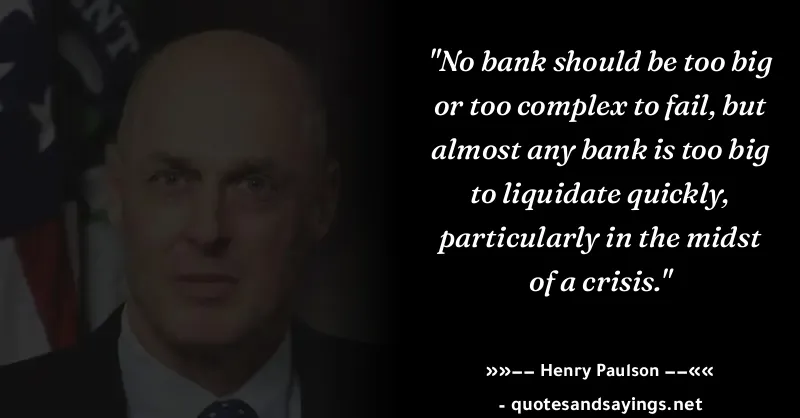 NT
"No bank should be too big
or too complex to fail, but
almost any bank is too big
to liquidate quickly,
particularly in the midst
of a crisis."
»»–– Henry Paulson ––««
- quotesandsayings.net